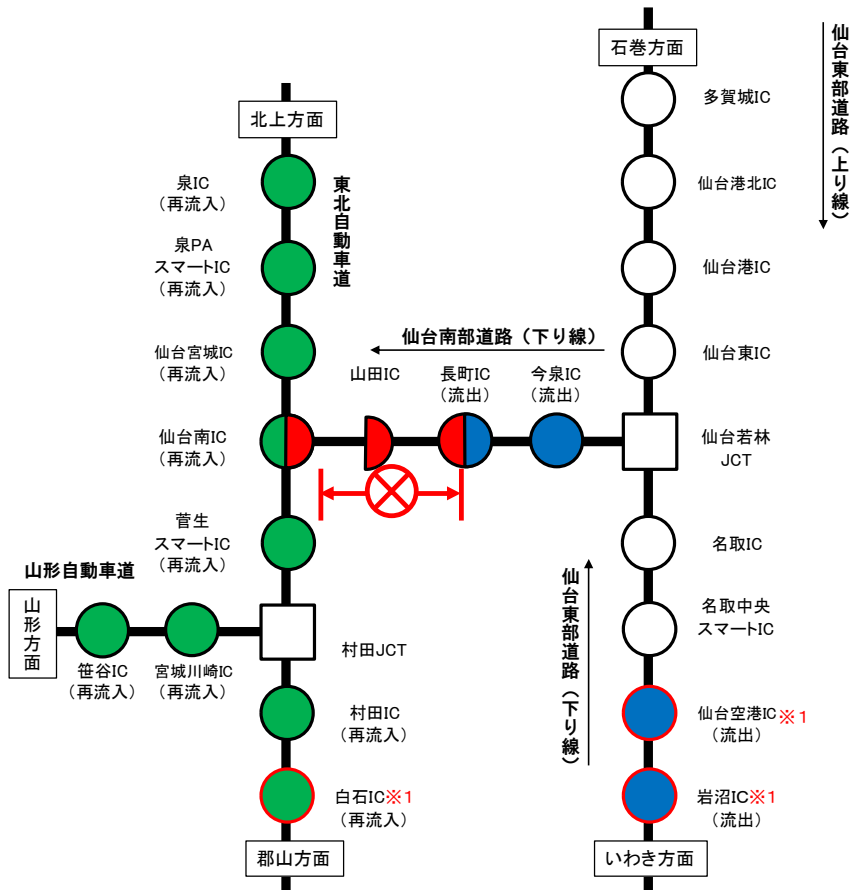 石巻方面
仙台東部道路（上り線）
多賀城IC
仙台港北IC
仙台港IC
仙台東IC
仙台若林
JCT
名取IC
名取中央
スマートIC
仙台空港IC※１
(流出)
岩沼IC※１
(流出)
いわき方面
仙台東部道路（下り線）
仙台南部道路（下り線）
山田IC
長町IC
(流出)
今泉IC
(流出)
北上方面
東北自動車道
泉IC
(再流入)
泉PA
スマートIC
(再流入)
仙台宮城IC
(再流入)
仙台南IC
(再流入)
菅生
スマートIC
(再流入)
山形自動車道
山形方面
笹谷IC
(再流入)
宮城川崎IC
(再流入)
村田JCT
村田IC
(再流入)
白石IC※１
(再流入)
郡山方面